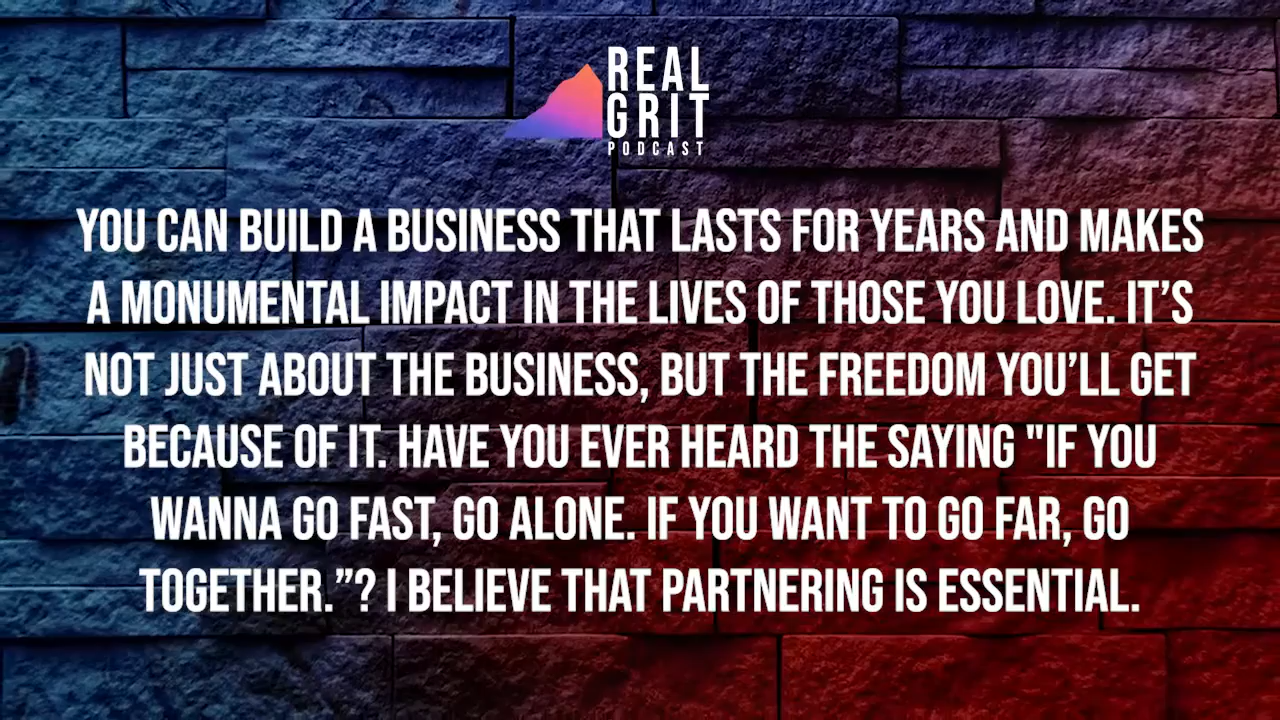 REAL
GRIT
PODCAST
YOU CAN BUILD A BUSINESS THAT LASTS FOR YEARS AND MAKES
A MONUMENTAL IMPACT IN THE LIVES OF THOSE YOU LOVE. IT’S
NOT JUST ABOUT THE BUSINESS, BUT THE FREEDOM YOU’LL GET
BECAUSE OF IT. HAVE YOU EVER HEARD THE SAYING "IF YOU
WANNA GO FAST, GO ALONE. IF YOU WANT TO GO FAR, GO
TOGETHER.”? I BELIEVE THAT PARTNERING IS ESSENTIAL.